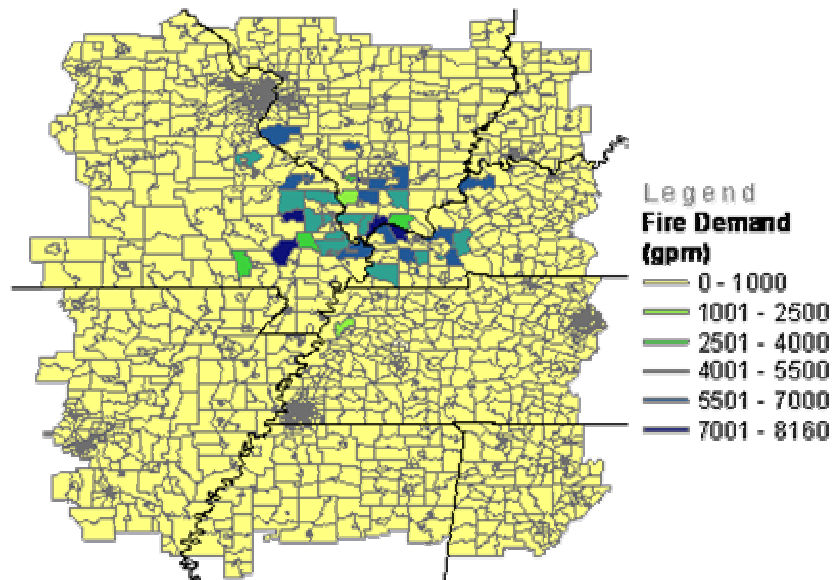 Legend
Fire Demand
(gpm)
0 - 1000
1001 - 2500
2501 - 4000
4001 - 5500
5501 - 7000
7001 - 8160